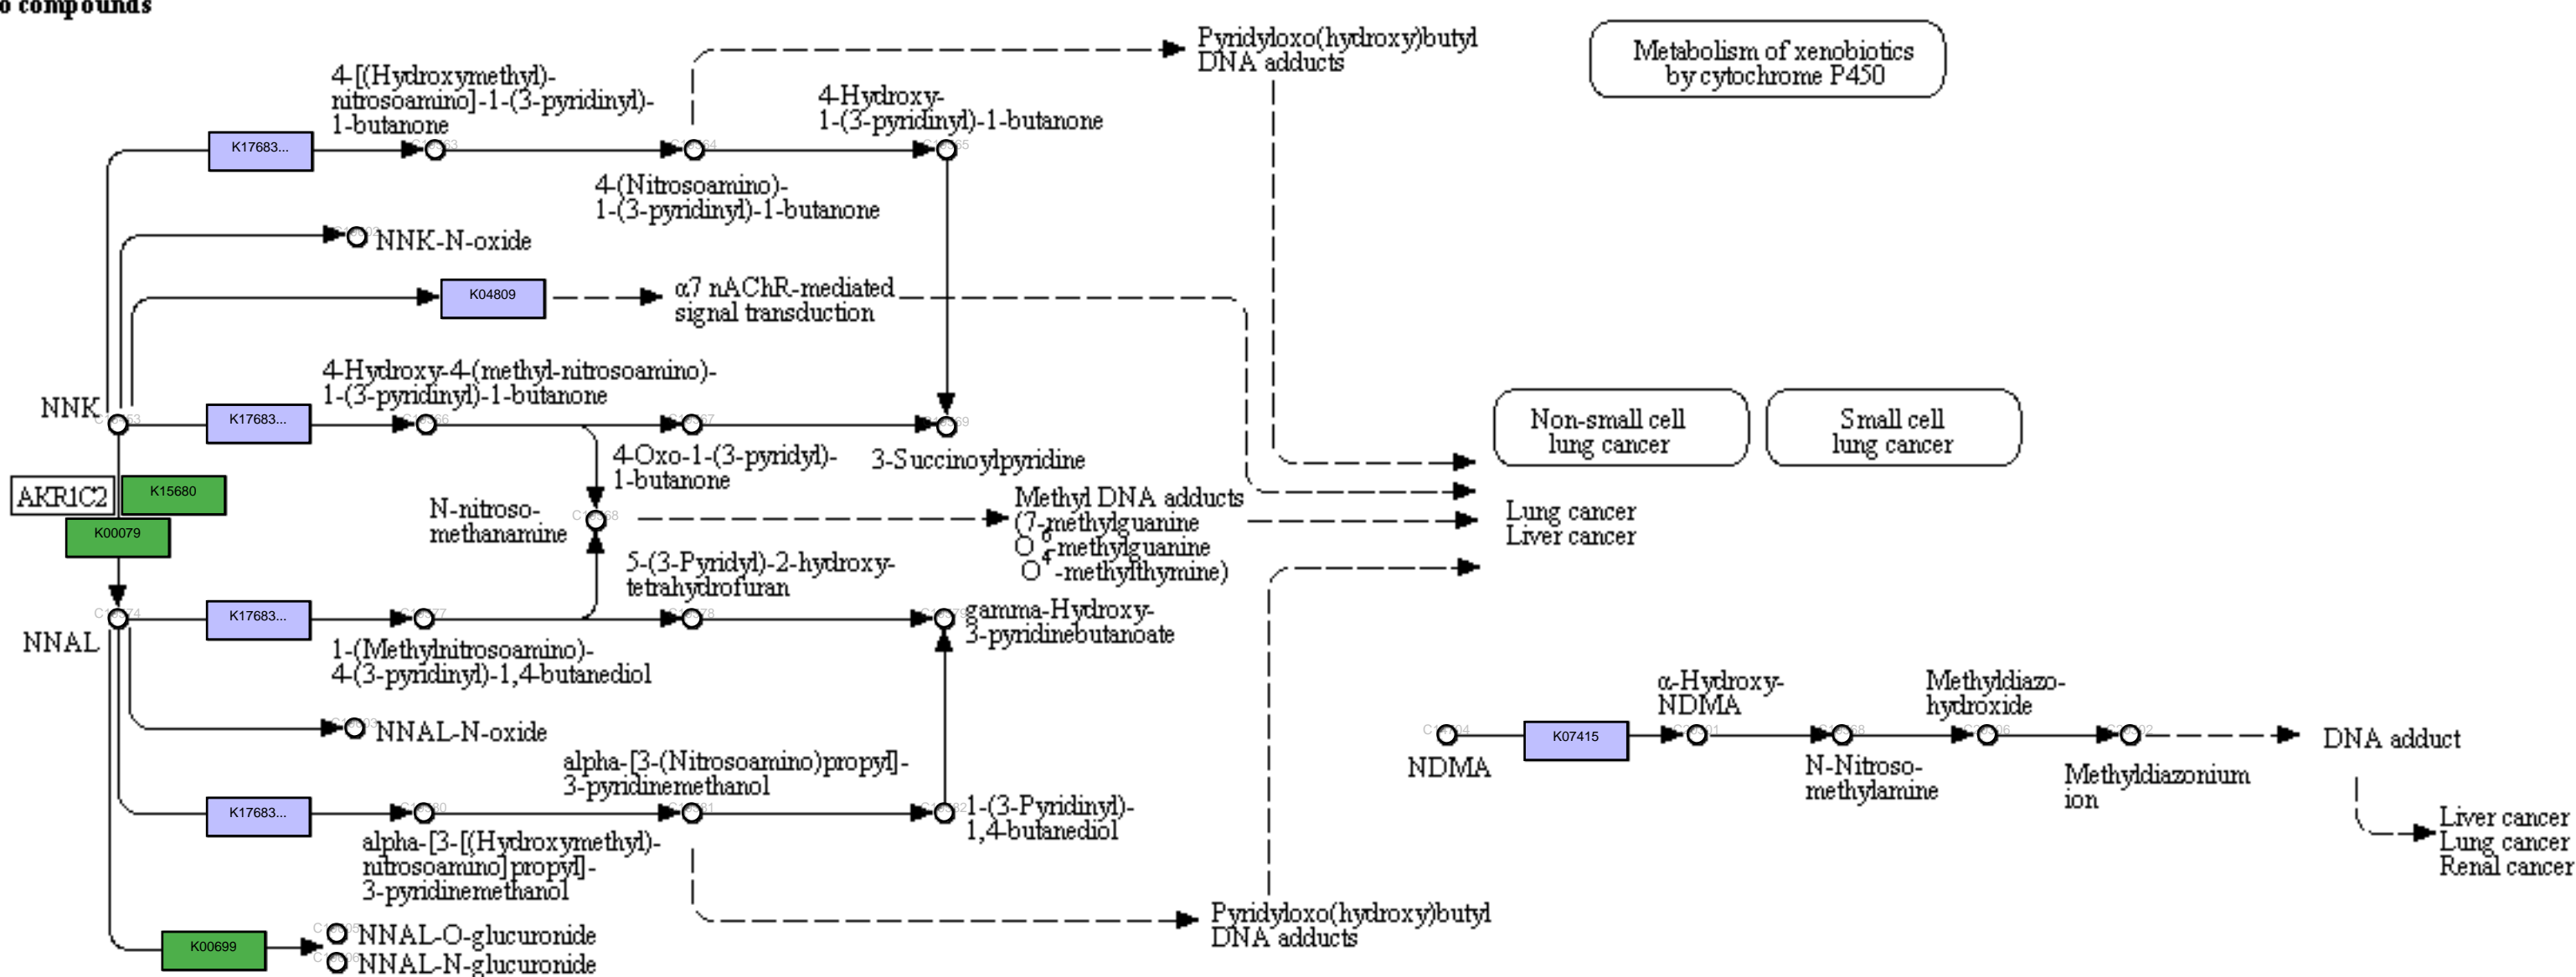 o compounds
Pyridyloxo(hydroxy)butyl
DNA adducts
Metabolism of xenobiotics
by cytochrome P450
4-[(Hydroxymethyl)-
nitrosoamino]-1-(3-pyridinyl)-
1-butanone
4-Hydroxy-
1-(3-pyridinyl)-1-butanone
K17683...
4-(Nitrosoamino)-
1-(3-pyridinyl)-1-butanone
NNK-N-oxide
K04809
α7 nAChR-mediated
signal transduction
4-Hydroxy-4-(methyl-nitrosoamino)-
1-(3-pyridinyl)-1-butanone
NNK
K17683...
4-Oxo-1-(3-pyridyl)-
1-butanone
3-Succinoylpyridine
Non-small cell
lung cancer
Small cell
lung cancer
AKR1C2
K15680
K00079
N-nitroso-
methanamine
Methyl DNA adducts
(7-methylguanine
O6-methylguanine
O4-methylthymine)
Lung cancer
Liver cancer
5-(3-Pyridyl)-2-hydroxy-
tetrahydrofuran
NNAL
K17683...
gamma-Hydroxy-
3-pyridinebutanoate
1-(Methylnitrosoamino)-
4-(3-pyridinyl)-1,4-butanediol
NNAL-N-oxide
alpha-[3-(Nitrosoamino)propyl]-
3-pyridinemethanol
K17683...
1-(3-Pyridinyl)-
1,4-butanediol
alpha-[3-[(Hydroxymethyl)-
nitrosoamino]propyl]-
3-pyridinemethanol
K00699
NNAL-O-glucuronide
NNAL-N-glucuronide
Pyridyloxo(hydroxy)butyl
DNA adducts
α-Hydroxy-
NDMA
Methyldiazo-
hydroxide
NDMA
K07415
N-Nitroso-
methylamine
Methyldiazonium
ion
DNA adduct
Liver cancer
Lung cancer
Renal cancer